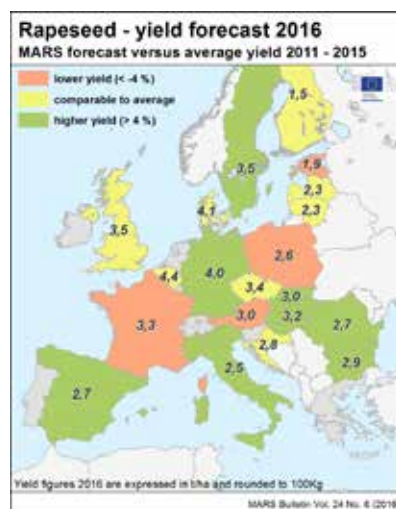 Rapeseed - yield forecast 2016
MARS forecast versus average yield 2011 - 2015
lower yield (< -4 %)
comparable to average
higher yield (> 4 %)
1,5
3,5
1,9
2,3
4,1
2,3
3,5
2,6
4,0
4,4
3,4
3,0
3,3
3,0
3,2
2,7
2,8
2,9
2,5
2,7
Yield figures 2016 are expressed in t/ha and rounded to 100Kg
MARS Bulletin Vol. 24 No. 6 (2016)